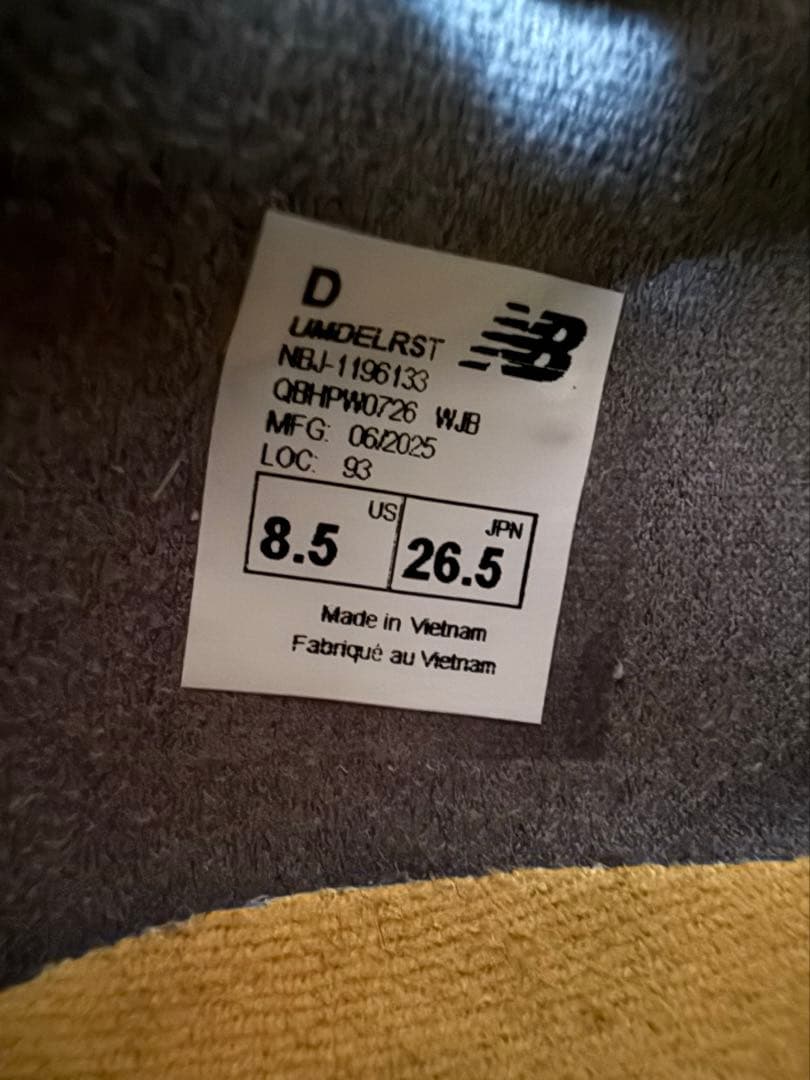 D
UMDELRST
NBJ-1196133
QBHPW0726 WJB
MFG: 06/2025
LOC: 93
US
8.5
JPN
26.5
Made in Vietnam
Fabriqué au Vietnam